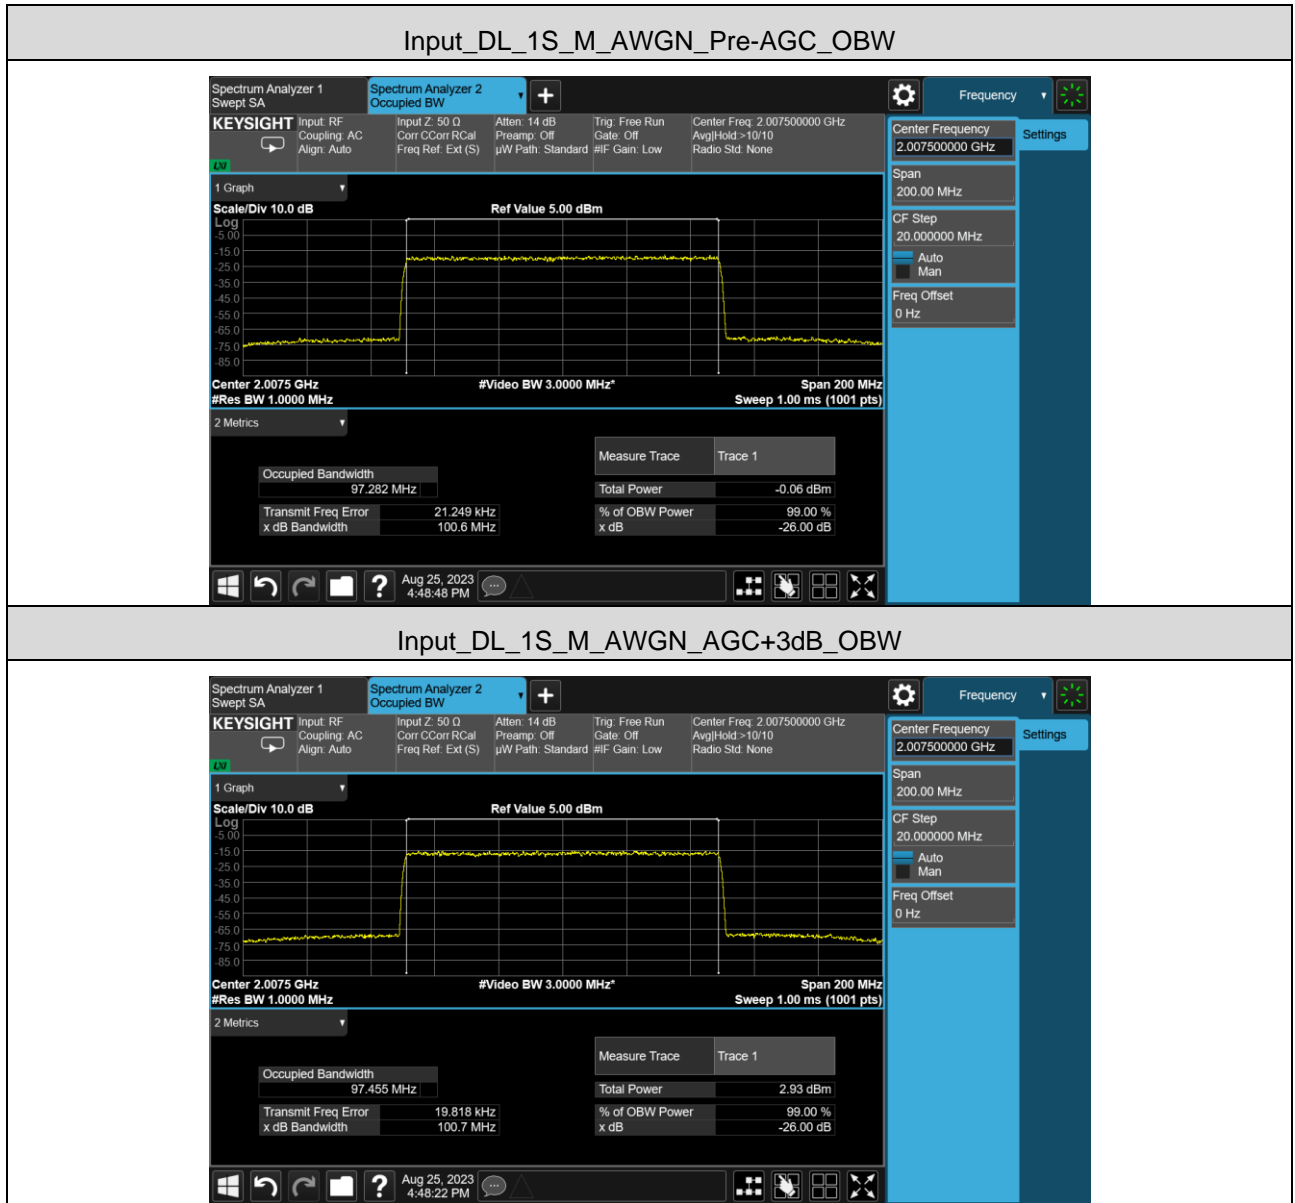 Input_DL_1S_M_AWGN_Pre-AGC_OBW
Spectrum Analyzer 1
Swept SA
Spectrum Analyzer 2
Occupied BW
Frequency
KEYSIGHT
Input: RF
Coupling: AC
Align: Auto
Input Z: 50 Ω
Corr CCorr RCal
Freq Ref: Ext (S)
Atten: 14 dB
Preamp: Off
µW Path: Standard
Trig: Free Run
Gate: Off
#IF Gain: Low
Center Freq: 2.007500000 GHz
Avg|Hold:>10/10
Radio Std: None
LXI
Center Frequency
2.007500000 GHz
Settings
Span
200.00 MHz
CF Step
20.000000 MHz
Auto
Man
Freq Offset
0 Hz
1 Graph
Scale/Div 10.0 dB
Ref Value 5.00 dBm
Log
-5.00
-15.0
-25.0
-35.0
-45.0
-55.0
-65.0
-75.0
-85.0
Center 2.0075 GHz
#Video BW 3.0000 MHz*
Span 200 MHz
#Res BW 1.0000 MHz
Sweep 1.00 ms (1001 pts)
2 Metrics
Measure Trace
Trace 1
Occupied Bandwidth
97.282 MHz
Total Power
-0.06 dBm
Transmit Freq Error
21.249 kHz
% of OBW Power
99.00 %
x dB Bandwidth
100.6 MHz
x dB
-26.00 dB
?
Aug 25, 2023
4:48:48 PM
Input_DL_1S_M_AWGN_AGC+3dB_OBW
Spectrum Analyzer 1
Swept SA
Spectrum Analyzer 2
Occupied BW
Frequency
KEYSIGHT
Input: RF
Coupling: AC
Align: Auto
Input Z: 50 Ω
Corr CCorr RCal
Freq Ref: Ext (S)
Atten: 14 dB
Preamp: Off
µW Path: Standard
Trig: Free Run
Gate: Off
#IF Gain: Low
Center Freq: 2.007500000 GHz
Avg|Hold:>10/10
Radio Std: None
LXI
Center Frequency
2.007500000 GHz
Settings
Span
200.00 MHz
CF Step
20.000000 MHz
Auto
Man
Freq Offset
0 Hz
1 Graph
Scale/Div 10.0 dB
Ref Value 5.00 dBm
Log
-5.00
-15.0
-25.0
-35.0
-45.0
-55.0
-65.0
-75.0
-85.0
Center 2.0075 GHz
#Video BW 3.0000 MHz*
Span 200 MHz
#Res BW 1.0000 MHz
Sweep 1.00 ms (1001 pts)
2 Metrics
Measure Trace
Trace 1
Occupied Bandwidth
97.455 MHz
Total Power
2.93 dBm
Transmit Freq Error
19.818 kHz
% of OBW Power
99.00 %
x dB Bandwidth
100.7 MHz
x dB
-26.00 dB
?
Aug 25, 2023
4:48:22 PM